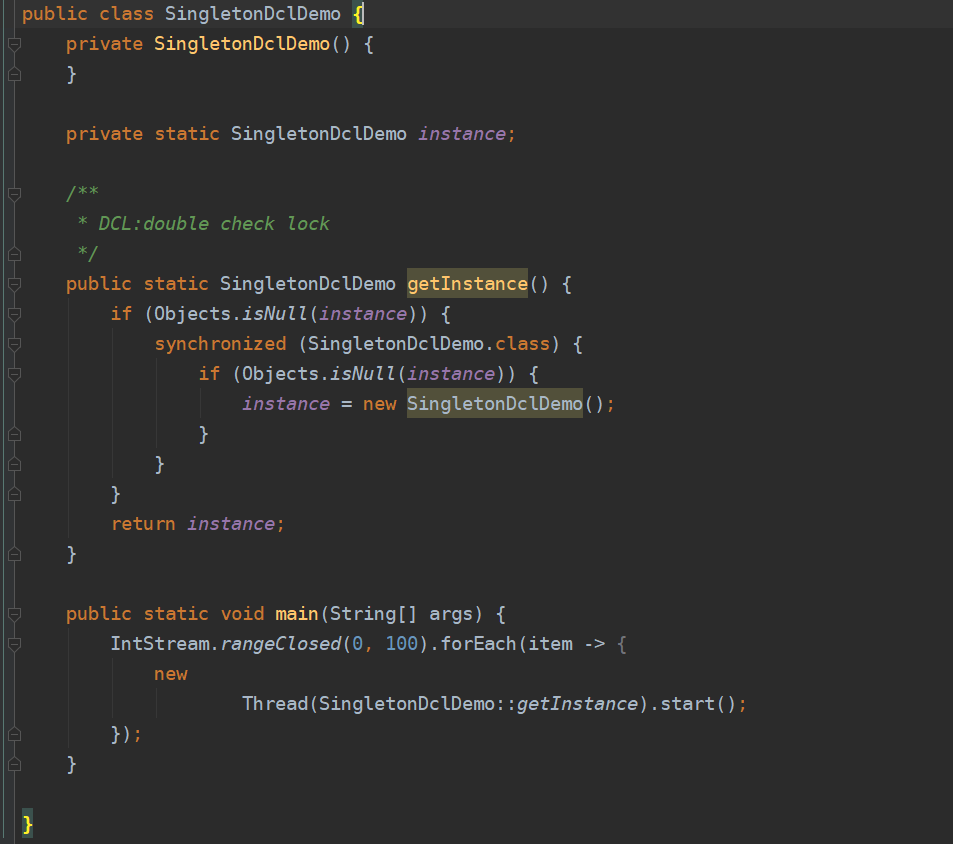 public class SingletonDclDemo {
    private SingletonDclDemo() {
    }

    private static SingletonDclDemo instance;

    /**
     * DCL:double check lock
     */
    public static SingletonDclDemo getInstance() {
        if (Objects.isNull(instance)) {
            synchronized (SingletonDclDemo.class) {
                if (Objects.isNull(instance)) {
                    instance = new SingletonDclDemo();
                }
            }
        }
        return instance;
    }

    public static void main(String[] args) {
        IntStream.rangeClosed(0, 100).forEach(item -> {
            new
                    Thread(SingletonDclDemo::getInstance).start();
        });
    }

}